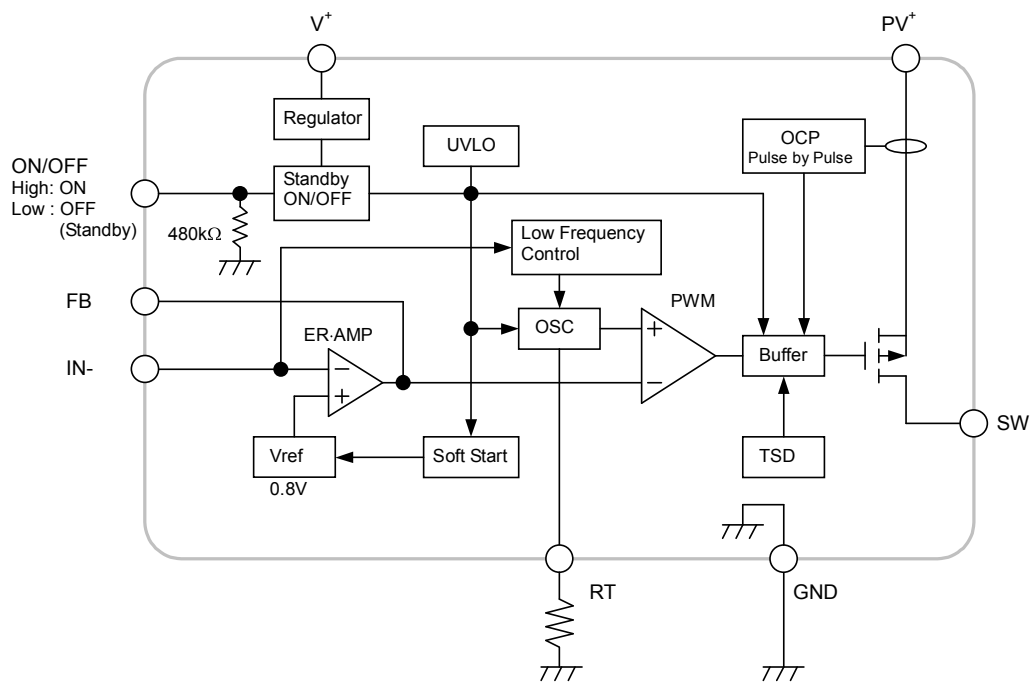 V+
PV+
Regulator
UVLO
OCP
Pulse by Pulse
ON/OFF
High: ON
Low : OFF
(Standby)
Standby
ON/OFF
480kΩ
Low Frequency
Control
FB
PWM
ER·AMP
OSC
+
Buffer
IN-
−
+
−
SW
Vref
Soft Start
TSD
0.8V
RT
GND